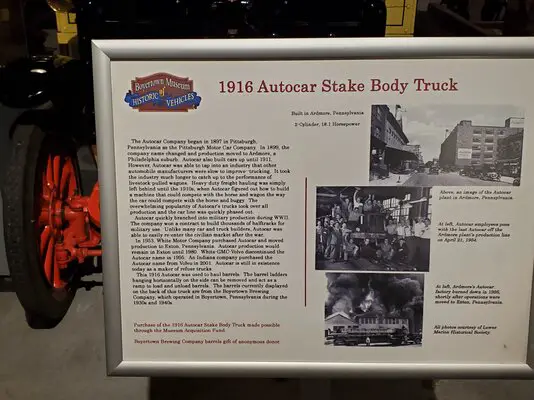 Boyertown Museum
of
HISTORIC VEHICLES
1916 Autocar Stake Body Truck
Built in Ardmore, Pennsylvania
2-Cylinder, 18.1 Horsepower
The Autocar Company began in 1897 in Pittsburg,
Pennsylvania as the Pittsburg Motor Car Company. In 1899, the
company name changed and production moved to Ardmore, a
Philadelphia suburb. Autocar also built cars up until 1911.
However, Autocar was able to tap into an industry that other
automobile manufacturers were slow to improve- trucking. It took
the industry much longer to catch up to the performance of
livestock pulled wagons. Heavy duty freight hauling was simply
left behind until the 1910s, when Autocar figured out how to build
a machine that could compete with the horse and wagon the way
the car could compete with the horse and buggy. The
overwhelming popularity of Autocar's trucks took over all
production and the car line was quickly phased out.
Autocar quickly branched into military production during WWII.
The company won a contract to build thousands of halftracks for
military use. Unlike many car and truck builders, Autocar was
able to easily re-enter the civilian market after the war.
In 1953, White Motor Company purchased Autocar and moved
production to Exton, Pennsylvania. Autocar production would
remain in Exton until 1980. White-GMC-Volvo discontinued the
Autocar name in 1995. An Indiana company purchased the
Autocar name from Volvo in 2001. Autocar is still in existence
today as a maker of refuse trucks.
This 1916 Autocar was used to haul barrels. The barrel ladders
hanging horizontally on the side can be removed and act as a
ramp to load and unload barrels. The barrels currently displayed
on the back of this truck are from the Boyertown Brewing
Company, which operated in Boyertown, Pennsylvania during the
1930s and 1940s.
Purchase of the 1916 Autocar Stake Body Truck made possible
through the Museum Acquisition Fund.
Boyertown Brewing Company barrels gift of anonymous donor.
Above, an image of the Autocar
plant in Ardmore, Pennsylvania.
At left, Autocar employees pose
with the last Autocar off the
Ardmore plant's production line
on April 21, 1954.
At left, Ardmore's Autocar
factory burned down in 1956,
shortly after operations were
moved to Exton, Pennsylvania.
All photos courtesy of Lower
Merion Historical Society.